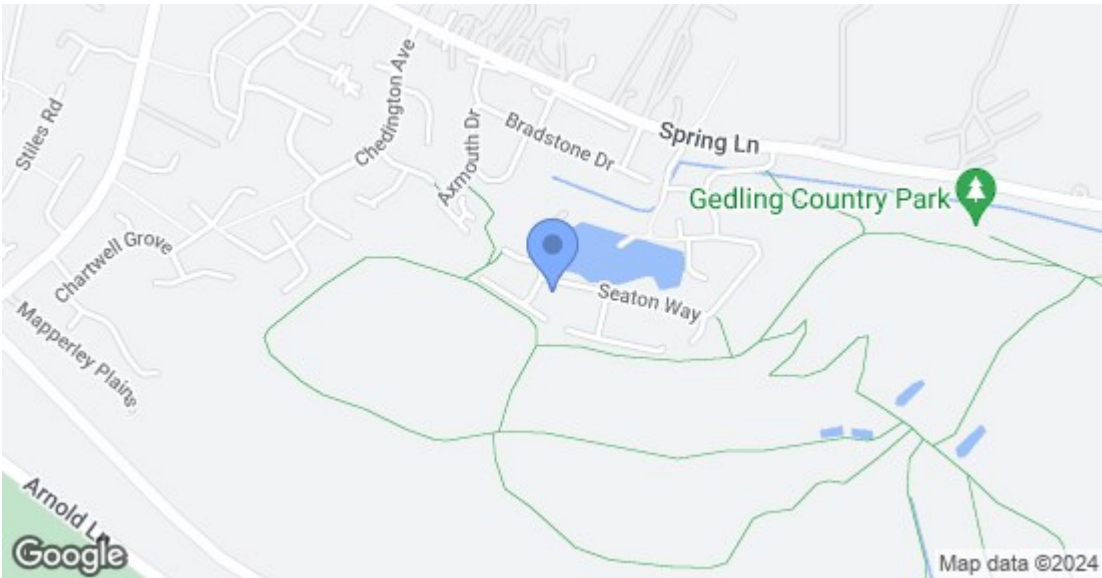 Stiles Rd
Chedington Ave
Axmouth Dr
Bradstone Dr
Spring Ln
Gedling Country Park
Chartwell Grove
Seaton Way
Mapperley Plains
Arnold Ln
Google
Map data ©2024